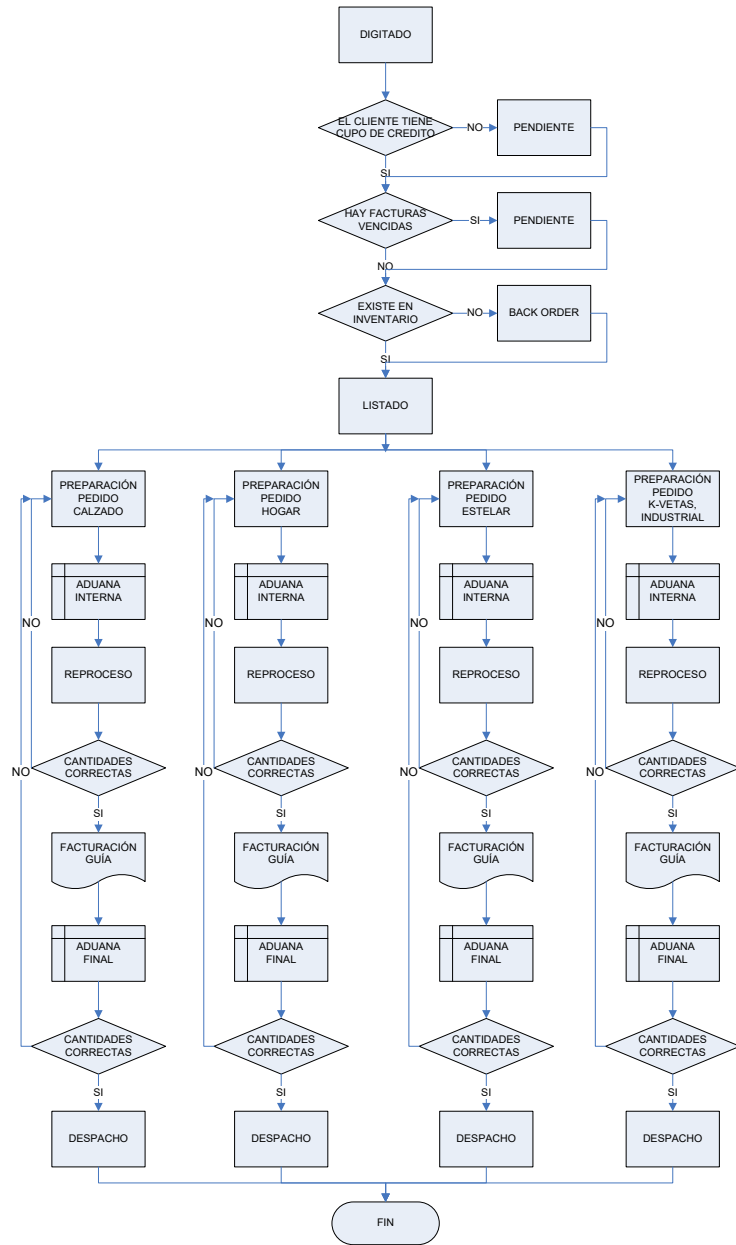 DIGITADO
EL CLIENTE TIENE
CUPO DE CREDITO
NO
PENDIENTE
SI
HAY FACTURAS
VENCIDAS
SI
PENDIENTE
NO
EXISTE EN
INVENTARIO
NO
BACK ORDER
SI
LISTADO
PREPARACIÓN
PEDIDO
CALZADO
ADUANA
INTERNA
NO
REPROCESO
CANTIDADES
CORRECTAS
NO
SI
FACTURACIÓN
GUÍA
ADUANA
FINAL
CANTIDADES
CORRECTAS
SI
DESPACHO
PREPARACIÓN
PEDIDO
HOGAR
ADUANA
INTERNA
NO
REPROCESO
CANTIDADES
CORRECTAS
NO
SI
FACTURACIÓN
GUÍA
ADUANA
FINAL
CANTIDADES
CORRECTAS
SI
DESPACHO
PREPARACIÓN
PEDIDO
ESTELAR
ADUANA
INTERNA
NO
REPROCESO
CANTIDADES
CORRECTAS
NO
SI
FACTURACIÓN
GUÍA
ADUANA
FINAL
CANTIDADES
CORRECTAS
SI
DESPACHO
PREPARACIÓN
PEDIDO
K-VETAS,
INDUSTRIAL
ADUANA
INTERNA
NO
REPROCESO
CANTIDADES
CORRECTAS
NO
SI
FACTURACIÓN
GUÍA
ADUANA
FINAL
CANTIDADES
CORRECTAS
SI
DESPACHO
FIN